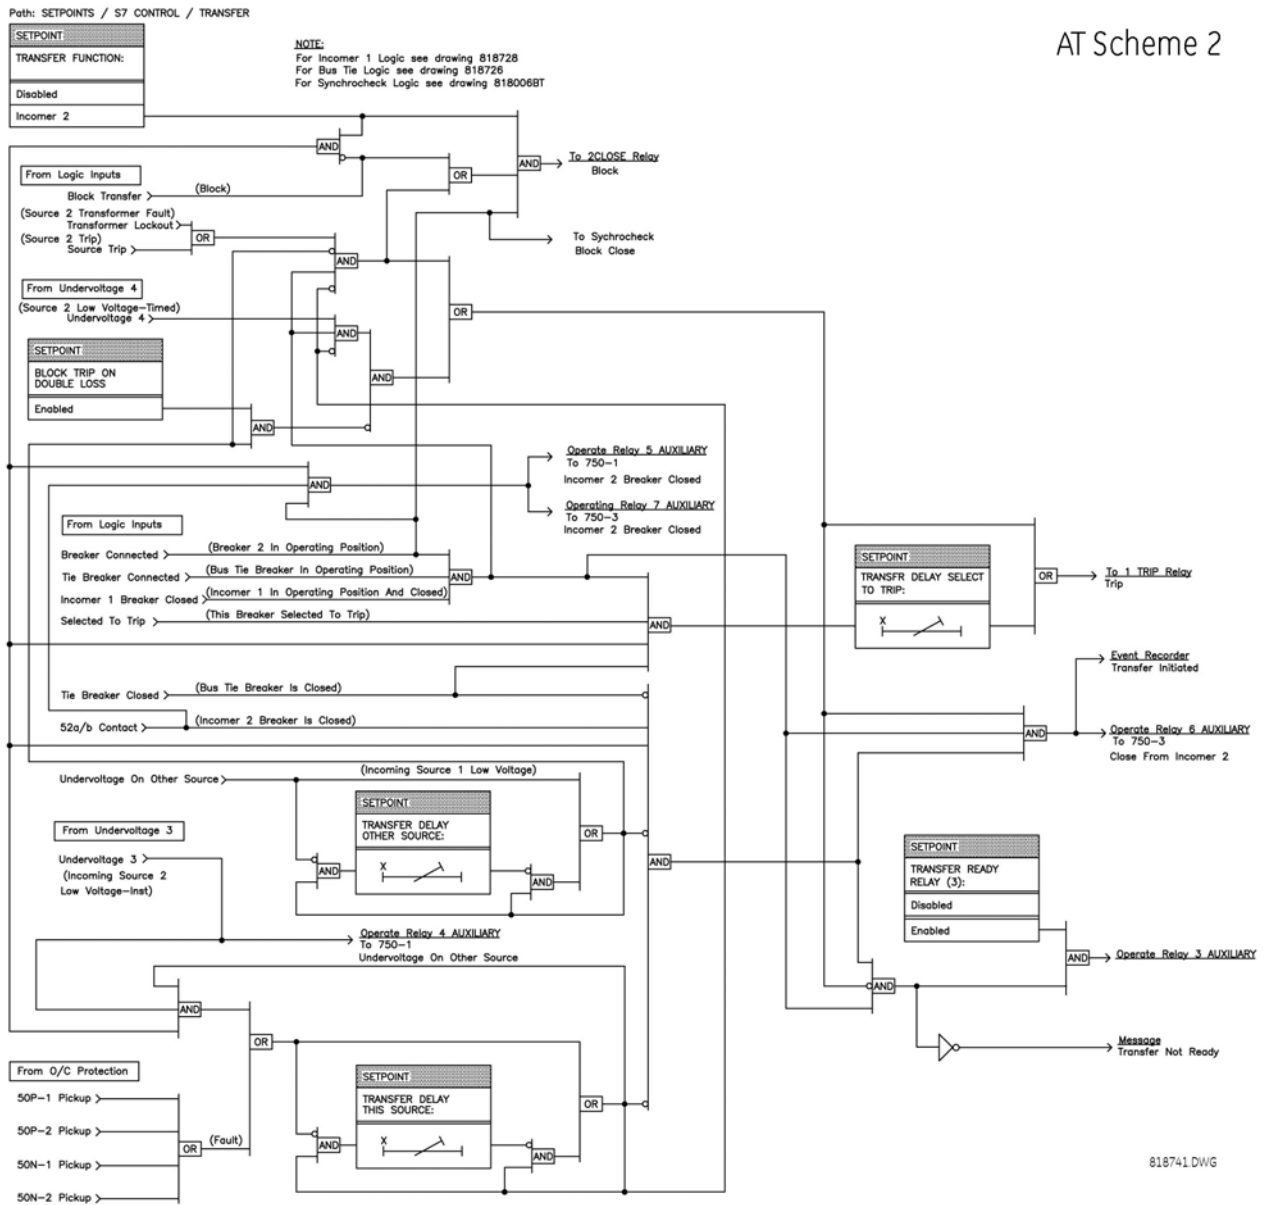 Path: SETPOINTS / S7 CONTROL / TRANSFER
AT Scheme 2
SETPOINT
TRANSFER FUNCTION:
Disabled
Incomer 2
NOTE:
For Incomer 1 Logic see drawing 818728
For Bus Tie Logic see drawing 818726
For Synchrocheck Logic see drawing 818006BT
AND
From Logic Inputs
Block Transfer
(Block)
OR
AND
To 2CLOSE Relay
Block
(Source 2 Transformer Fault)
Transformer Lockout
(Source 2 Trip)
Source Trip
OR
To Sychrocheck
Block Close
AND
From Undervoltage 4
(Source 2 Low Voltage-Timed)
Undervoltage 4
OR
AND
SETPOINT
BLOCK TRIP ON
DOUBLE LOSS
Enabled
AND
AND
AND
Operate Relay 5 AUXILIARY
To 750-1
Incomer 2 Breaker Closed
Operating Relay 7 AUXILIARY
To 750-3
Incomer 2 Breaker Closed
From Logic Inputs
Breaker Connected
(Breaker 2 In Operating Position)
Tie Breaker Connected
(Bus Tie Breaker In Operating Position)
AND
Incomer 1 Breaker Closed
(Incomer 1 In Operating Position And Closed)
Selected To Trip
(This Breaker Selected To Trip)
AND
SETPOINT
TRANSFR DELAY SELECT
TO TRIP:
X
OR
To 1 TRIP Relay
Trip
Event Recorder
Transfer Initiated
Tie Breaker Closed
(Bus Tie Breaker Is Closed)
52a/b Contact
(Incomer 2 Breaker Is Closed)
AND
Operate Relay 6 AUXILIARY
To 750-3
Close From Incomer 2
Undervoltage On Other Source
(Incoming Source 1 Low Voltage)
SETPOINT
TRANSFER DELAY
OTHER SOURCE:
X
AND
AND
OR
AND
From Undervoltage 3
Undervoltage 3
(Incoming Source 2
Low Voltage-Inst)
SETPOINT
TRANSFER READY
RELAY (3):
Disabled
Enabled
AND
Operate Relay 3 AUXILIARY
Operate Relay 4 AUXILIARY
To 750-1
Undervoltage On Other Source
AND
AND
OR
Message
Transfer Not Ready
From O/C Protection
50P-1 Pickup
50P-2 Pickup
50N-1 Pickup
50N-2 Pickup
OR
(Fault)
SETPOINT
TRANSFER DELAY
THIS SOURCE:
X
AND
AND
OR
818741.DWG